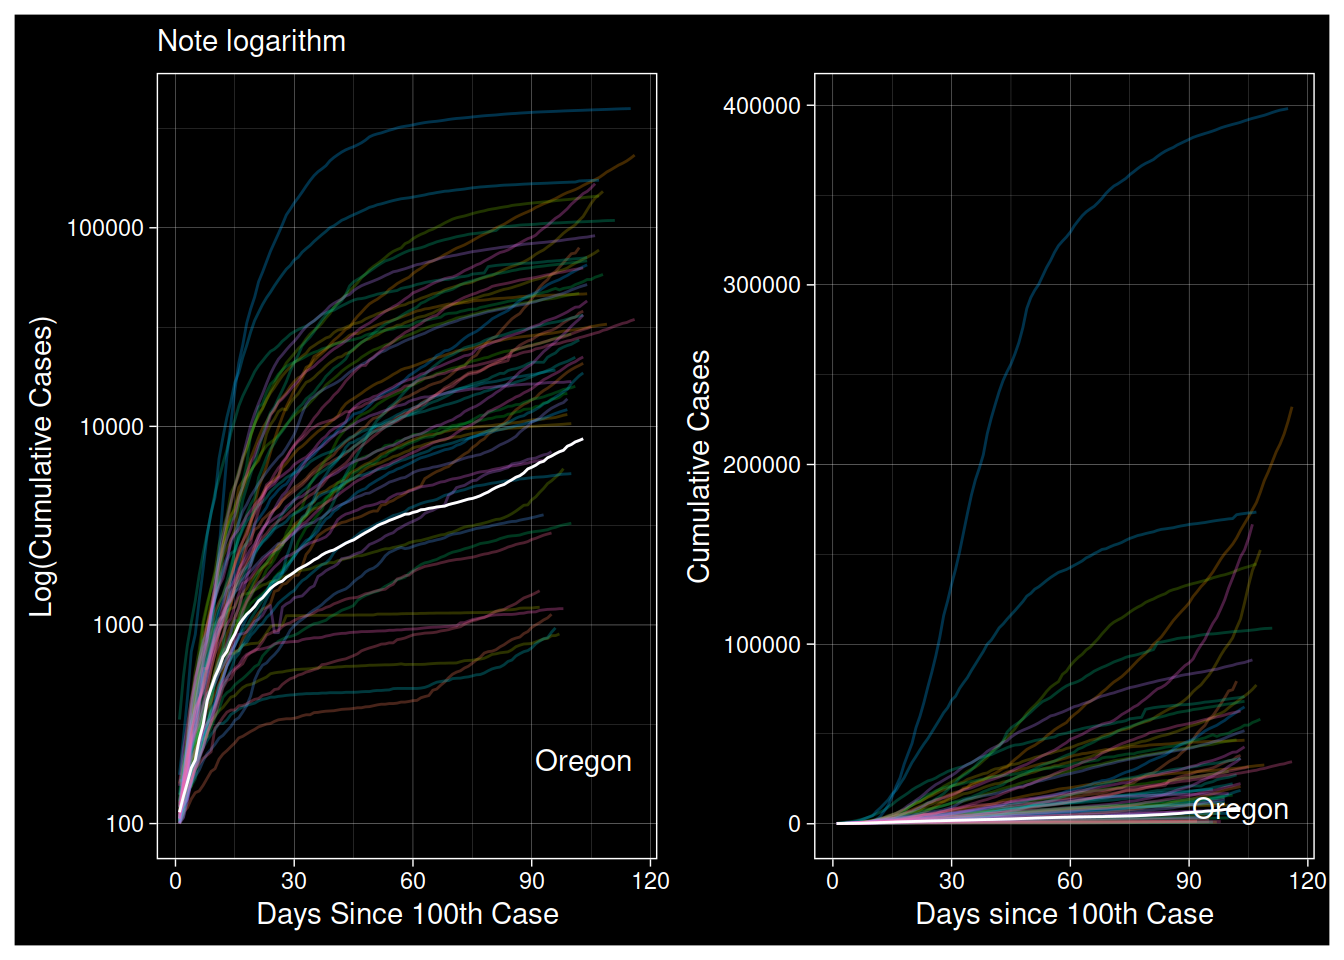 Note logarithm
Log(Cumulative Cases)
100000
10000
1000
100
Oregon
0 30 60 90 120
Days Since 100th Case
Cumulative Cases
400000
300000
200000
100000
0
Oregon
0 30 60 90 120
Days since 100th Case